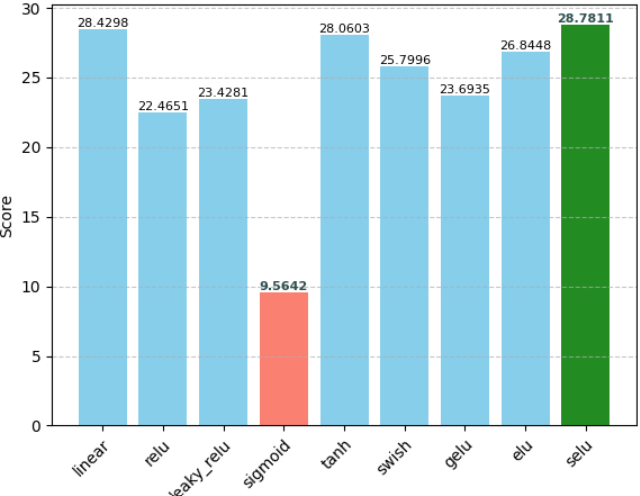 30
25
20
15
10
5
0
Score
28.4298
22.4651
23.4281
9.5642
28.0603
25.7996
23.6935
26.8448
28.7811
linear
relu
leaky_relu
sigmoid
tanh
swish
gelu
elu
selu